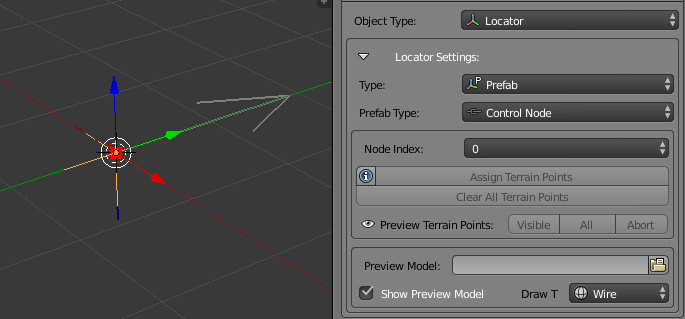 Object Type: Locator
Locator Settings:
Type: Prefab
Prefab Type: Control Node
Node Index: 0
Assign Terrain Points
Clear All Terrain Points
Preview Terrain Points: Visible All Abort
Preview Model:
Show Preview Model Draw T Wire